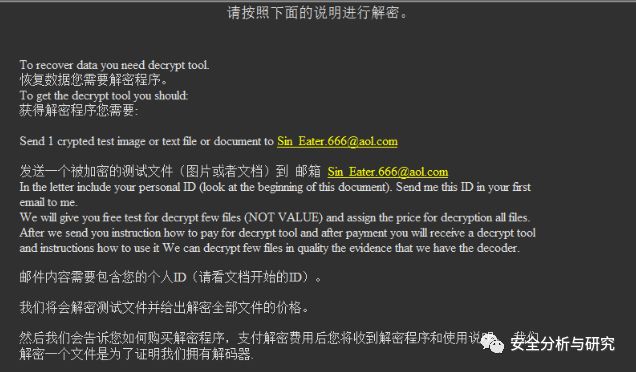 请按照下面的说明进行解密。
To recover data you need decrypt tool.
恢复数据您需要解密程序。
To get the decrypt tool you should:
获得解密程序您需要:
Send 1 crypted test image or text file or document to Sin_Eater.666@aol.com
发送一个被加密的测试文件（图片或者文档）到 邮箱 Sin_Eater.666@aol.com
In the letter include your personal ID (look at the beginning of this document). Send me this ID in your first
email to me.
We will give you free test for decrypt few files (NOT VALUE) and assign the price for decryption all files.
After we send you instruction how to pay for decrypt tool and after payment you will receive a decrypt tool
and instructions how to use it We can decrypt few files in quality the evidence that we have the decoder.
邮件内容需要包含您的个人ID（请看文档开始的ID）。
我们将会解密测试文件并给出解密全部文件的价格。
然后我们会告诉您如何购买解密程序，支付解密费用后您将收到解密程序和使用说明 我们
解密一个文件是为了证明我们拥有解码器.
安全分析与研究